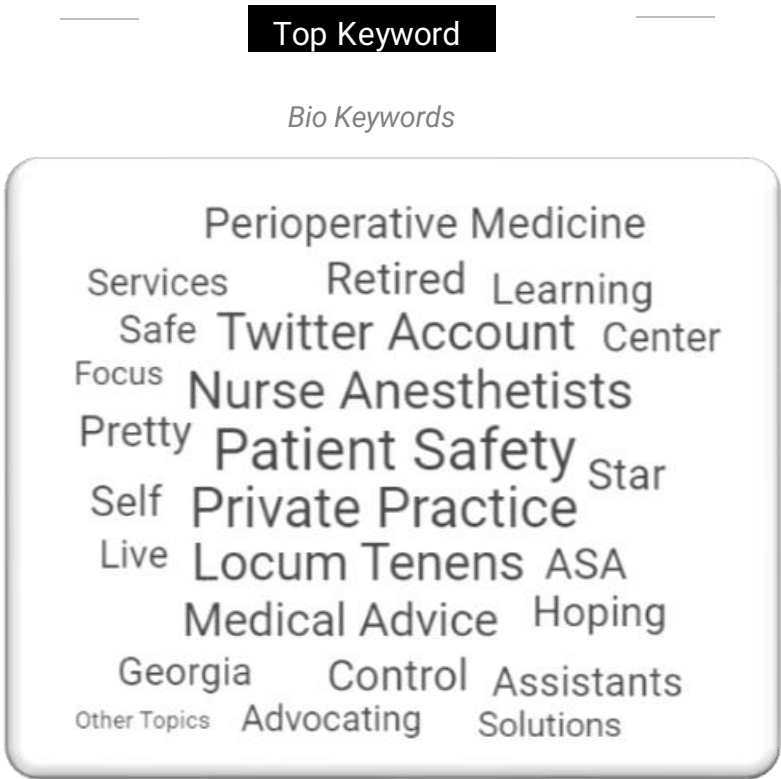 Top Keyword
Bio Keywords
Perioperative Medicine
Services Retired Learning
Safe Twitter Account Center
Focus Nurse Anesthetists
Pretty Patient Safety Star
Self Private Practice
Live Locum Tenens ASA
Medical Advice Hoping
Georgia Control Assistants
Other Topics Advocating Solutions